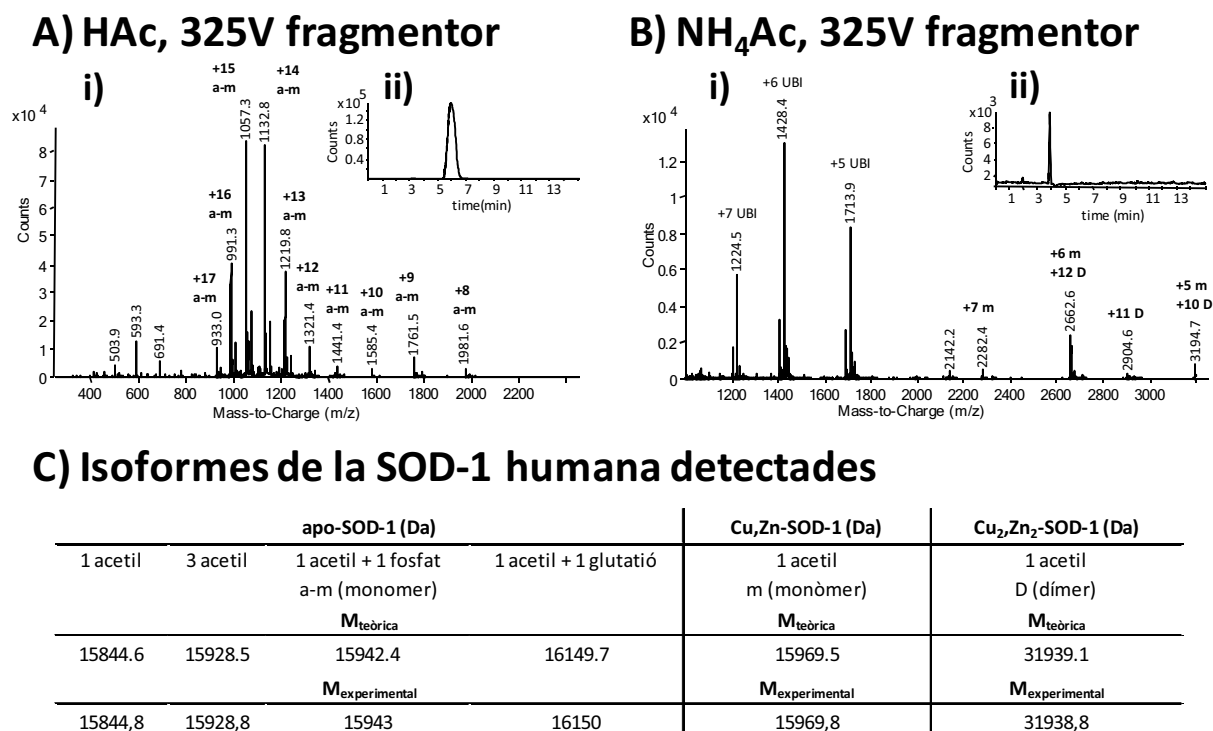 A) HAc, 325V fragmentor
i)
ii)
x10 4
Counts
8
7
6
5
4
3
2
1
0
+17
a-m
+16
a-m
+15
a-m
+14
a-m
+13
a-m
+12
a-m
+11
a-m
+10
a-m
+9
a-m
+8
a-m
503.9
593.3
691.4
933.0
991.3
1057.3
1132.8
1219.8
1321.4
1441.4
1585.4
1761.5
1981.6
400 600 800 1000 1200 1400 1600 1800 2000 2200
Mass-to-Charge (m/z)
x10 5
Counts
1.2
0.8
0.4
1 3 5 7 9 11 13
time(min)
B) NH4Ac, 325V fragmentor
i)
ii)
x10 4
Counts
1.2
1
0.8
0.6
0.4
0.2
0
+7 UBI
+6 UBI
+5 UBI
+7 m
+6 m
+12 D
+11 D
+5 m
+10 D
1224.5
1428.4
1713.9
2142.2
2282.4
2662.6
2904.6
3194.7
1200 1400 1600 1800 2000 2200 2400 2600 2800 3000
Mass-to-Charge (m/z)
x10 3
Counts
8
6
4
2
1 3 5 7 9 11 13
time (min)
C) Isoformes de la SOD-1 humana detectades
apo-SOD-1 (Da) Cu,Zn-SOD-1 (Da) Cu2,Zn2-SOD-1 (Da)
1 acetil 3 acetil 1 acetil + 1 fosfat 1 acetil + 1 glutatió 1 acetil 1 acetil
a-m (monomer) m (monòmer) D (dímer)
Mteòrica Mteòrica Mteòrica
15844.6 15928.5 15942.4 16149.7 15969.5 31939.1
Mexperimental Mexperimental Mexperimental
15844,8 15928,8 15943 16150 15969,8 31938,8